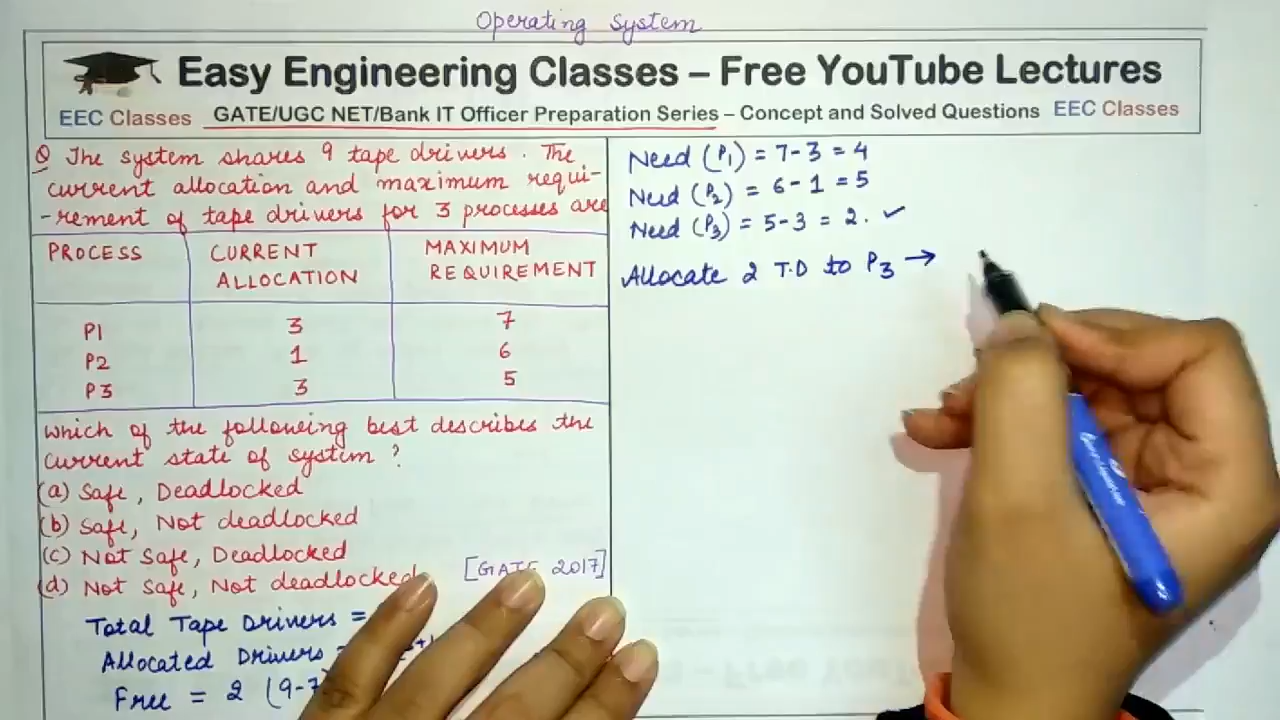 Operating System
Easy Engineering Classes – Free YouTube Lectures
EEC Classes GATE/UGC NET/Bank IT Officer Preparation Series – Concept and Solved Questions EEC Classes
Q The system shares 9 tape drivers. The
current allocation and maximum requi-
-rement of tape drivers for 3 processes are
PROCESS CURRENT ALLOCATION MAXIMUM REQUIREMENT
P1 3 7
P2 1 6
P3 3 5
which of the following best describes the
current state of system?
(a) Safe, Deadlocked
(b) Safe, Not deadlocked
(c) Not Safe, Deadlocked
(d) Not Safe, Not deadlocked
[GATE 2017]
Total Tape Drivers =
Allocated Drivers =
Free = 2 (9-7
Need (P1) = 7-3 = 4
Need (P2) = 6-1 = 5
Need (P3) = 5-3 = 2. ✓
Allocate 2 T.D to P3 →